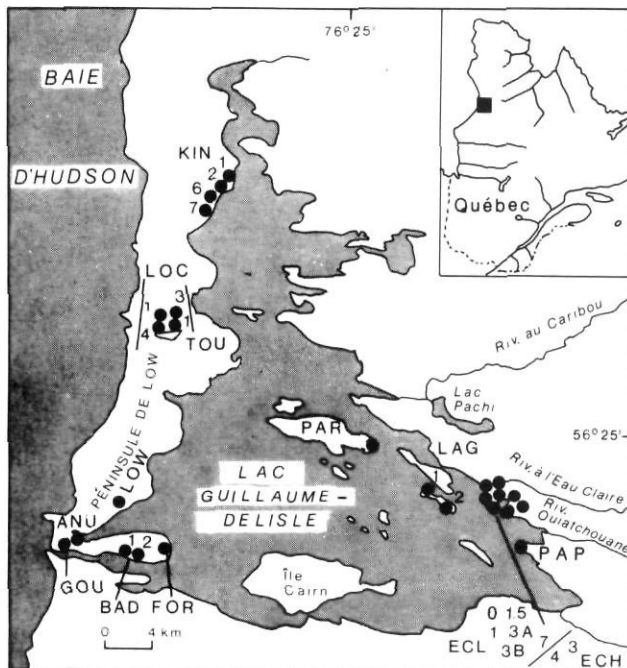 76° 25'
BAIE
D'HUDSON
Québec
KIN
1
2
6
7
LOC
1
3
4
1
TOU
PÉNINSULE DE LOW
LOW
Riv. au Caribou
Lac
Pachi
56° 25'
PAR
LAG
1
2
LAC
GUILLAUME-
DELISLE
Riv. à l'Eau Claire
Riv.
Ouiatchouane
ANU
GOU
1 2
BAD FOR
PAP
Île
Cairn
0 4 km
0 1.5
1 3A
ECL 3B
7
4 3
ECH